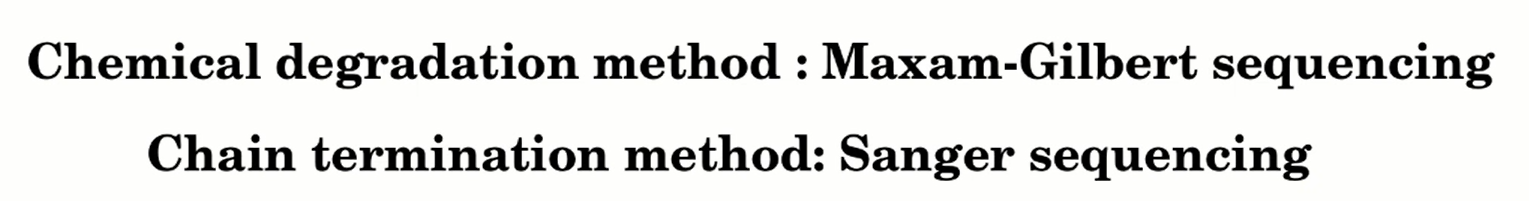 Chemical degradation method : Maxam-Gilbert sequencing
Chain termination method: Sanger sequencing